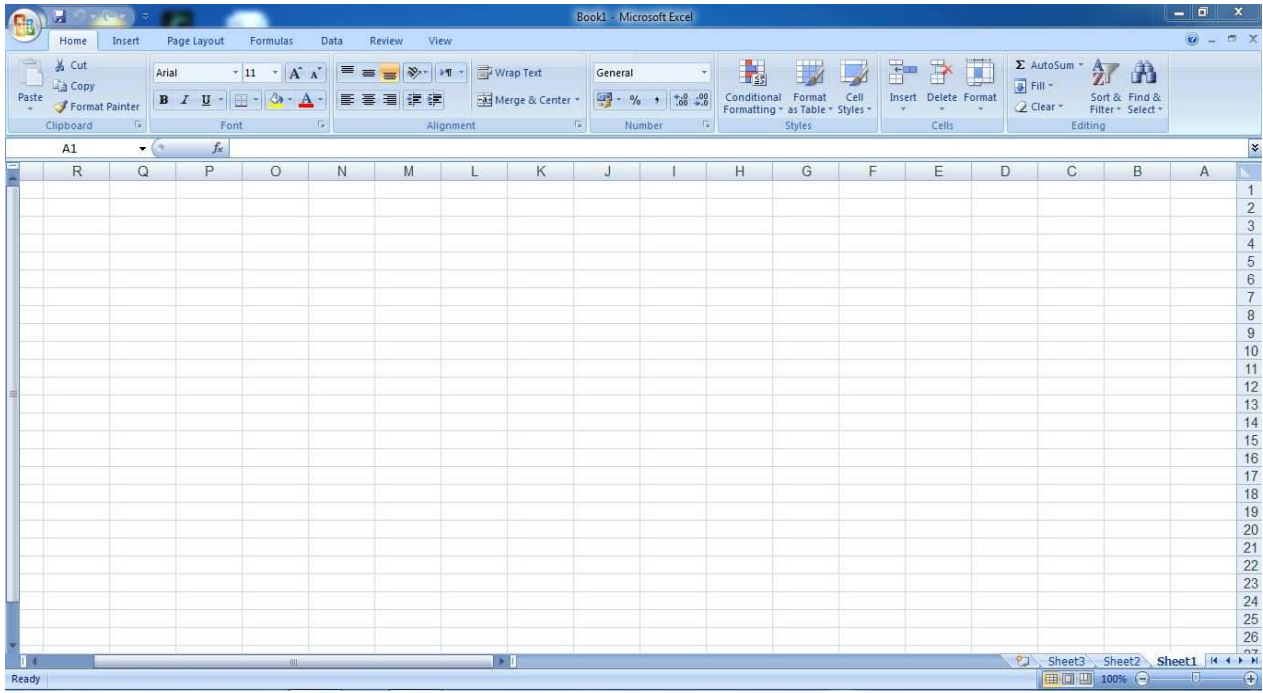 Book1 - Microsoft Excel
Home Insert Page Layout Formulas Data Review View
Paste
Cut
Copy
Format Painter
Clipboard
Arial 11
B I U A
Font
Wrap Text
Merge & Center
Alignment
General
% ,
Number
Conditional Formatting
Format as Table
Cell Styles
Styles
Insert Delete Format
Cells
Σ AutoSum
Fill
Clear
Sort & Filter
Find & Select
Editing
A1 fx
R Q P O N M L K J I H G F E D C B A
1
2
3
4
5
6
7
8
9
10
11
12
13
14
15
16
17
18
19
20
21
22
23
24
25
26
27
Sheet3 Sheet2 Sheet1
Ready 100%